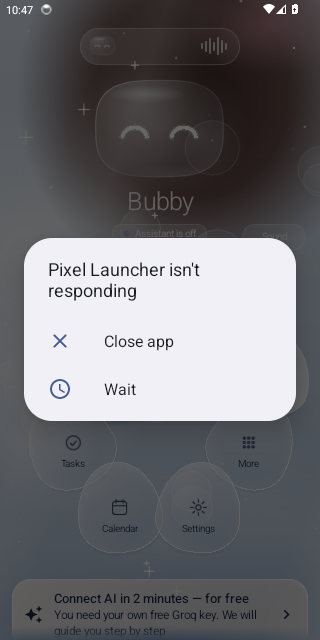 10:47
Bubby
Assistant is off
Sound
Pixel Launcher isn't
responding
Close app
Wait
Tasks
More
Calendar
Settings
Connect AI in 2 minutes — for free
You need your own free Groq key. We will
guide you step by step